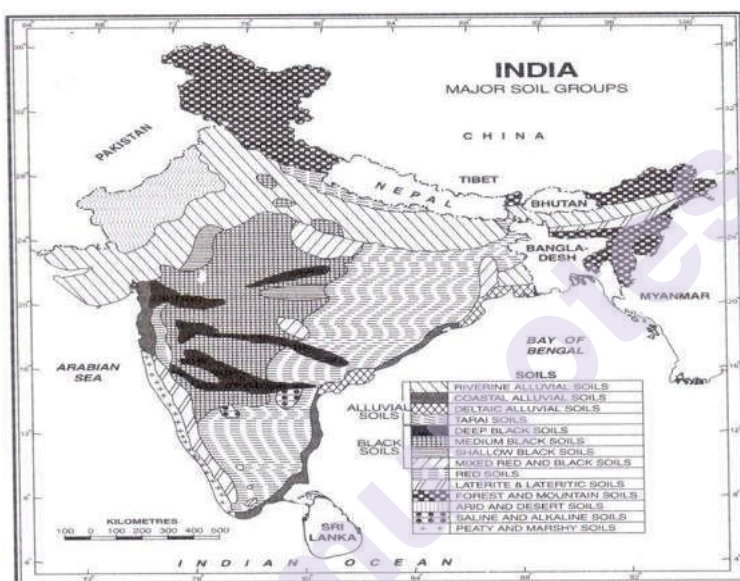 INDIA
MAJOR SOIL GROUPS
PAKISTAN
CHINA
TIBET
NEPAL
BHUTAN
BANGLA-
DESH
MYANMAR
ARABIAN
SEA
BAY OF
BENGAL
SOILS
ALLUVIAL
SOILS
BLACK
SOILS
RIVERINE ALLUVIAL SOILS
COASTAL ALLUVIAL SOILS
DELTAIC ALLUVIAL SOILS
TARAI SOILS
DEEP BLACK SOILS
MEDIUM BLACK SOILS
SHALLOW BLACK SOILS
MIXED RED AND BLACK SOILS
RED SOILS
LATERITE & LATERITIC SOILS
FOREST AND MOUNTAIN SOILS
ARID AND DESERT SOILS
SALINE AND ALKALINE SOILS
PEATY AND MARSHY SOILS
KILOMETRES
100 0 100 200 300 400 500
SRI
LANKA
INDIAN OCEAN